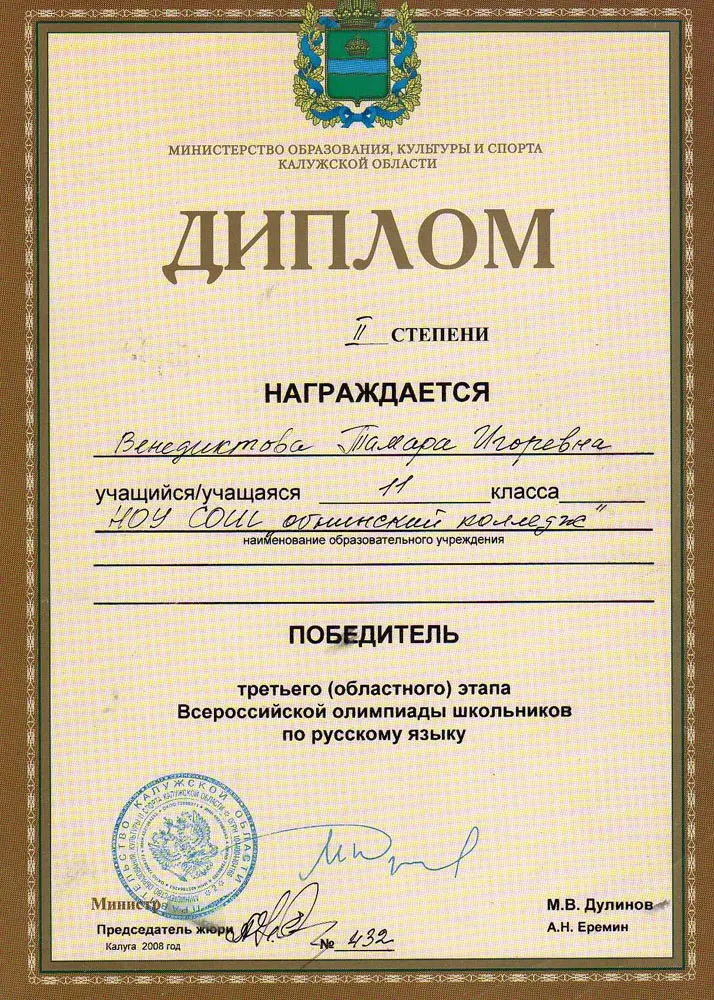 МИНИСТЕРСТВО ОБРАЗОВАНИЯ, КУЛЬТУРЫ И СПОРТА
КАЛУЖСКОЙ ОБЛАСТИ
ДИПЛОМ
II СТЕПЕНИ
НАГРАЖДАЕТСЯ
Венедиктова Тамара Игоревна
учащийся/учащаяся 11 класса
НОУ СОШ „обнинский колледж"
наименование образовательного учреждения
ПОБЕДИТЕЛЬ
третьего (областного) этапа
Всероссийской олимпиады школьников
по русскому языку
Министр М.В. Дулинов
Председатель жюри А.Н. Еремин
Калуга 2008 год № 432